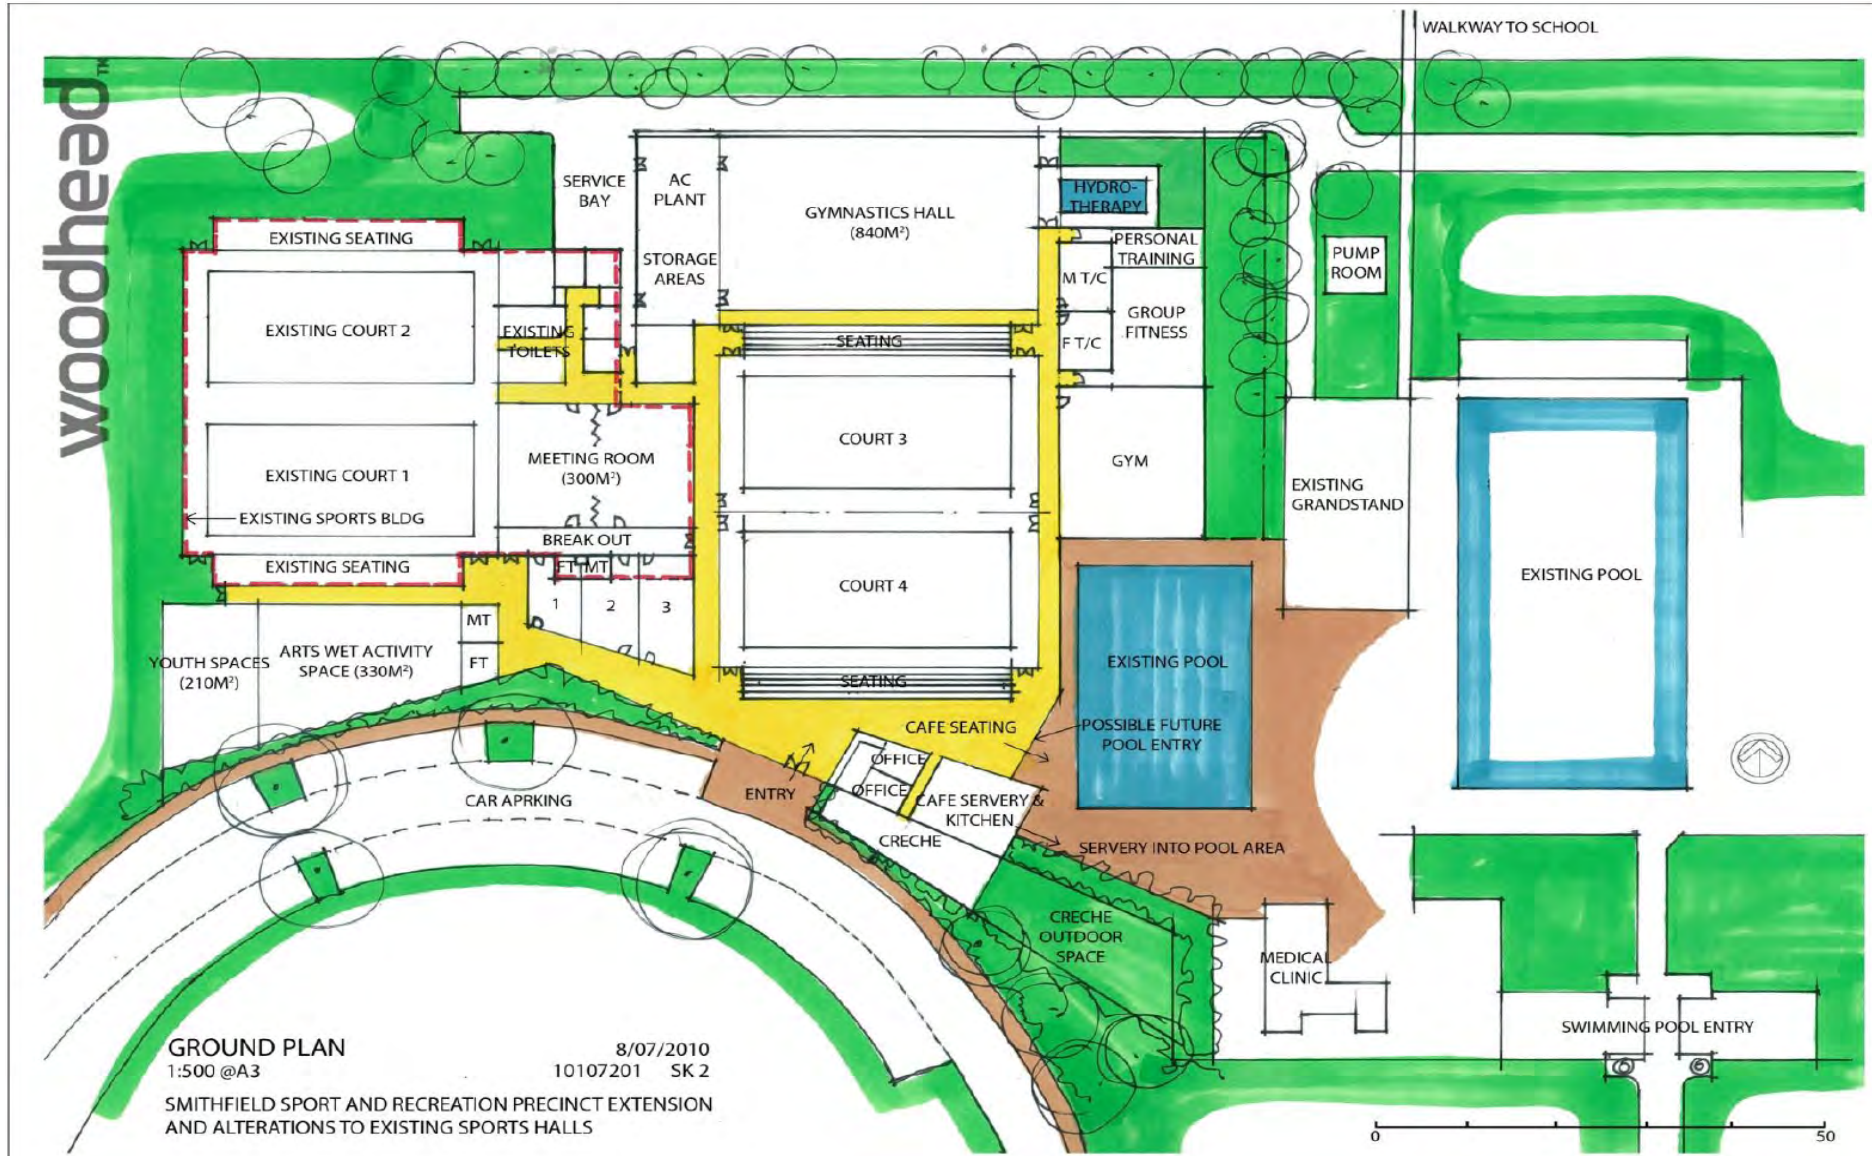 WALKWAY TO SCHOOL
woodhead™
SERVICE
BAY
AC
PLANT
STORAGE
AREAS
GYMNASTICS HALL
(840M²)
HYDRO-
THERAPY
PERSONAL
TRAINING
M T/C
F T/C
GROUP
FITNESS
PUMP
ROOM
EXISTING SEATING
EXISTING COURT 2
EXISTING
TOILETS
SEATING
COURT 3
GYM
EXISTING
GRANDSTAND
EXISTING COURT 1
EXISTING SPORTS BLDG
MEETING ROOM
(300M²)
BREAK OUT
EXISTING SEATING
FT MT
1
2
3
COURT 4
EXISTING POOL
MT
FT
YOUTH SPACES
(210M²)
ARTS WET ACTIVITY
SPACE (330M²)
SEATING
EXISTING POOL
CAFE SEATING
POSSIBLE FUTURE
POOL ENTRY
OFFICE
OFFICE
ENTRY
CAR APRKING
CAFE SERVERY &
KITCHEN
CRECHE
SERVERY INTO POOL AREA
CRECHE
OUTDOOR
SPACE
MEDICAL
CLINIC
SWIMMING POOL ENTRY
GROUND PLAN
8/07/2010
1:500 @A3
10107201 SK 2
SMITHFIELD SPORT AND RECREATION PRECINCT EXTENSION
AND ALTERATIONS TO EXISTING SPORTS HALLS
0
50